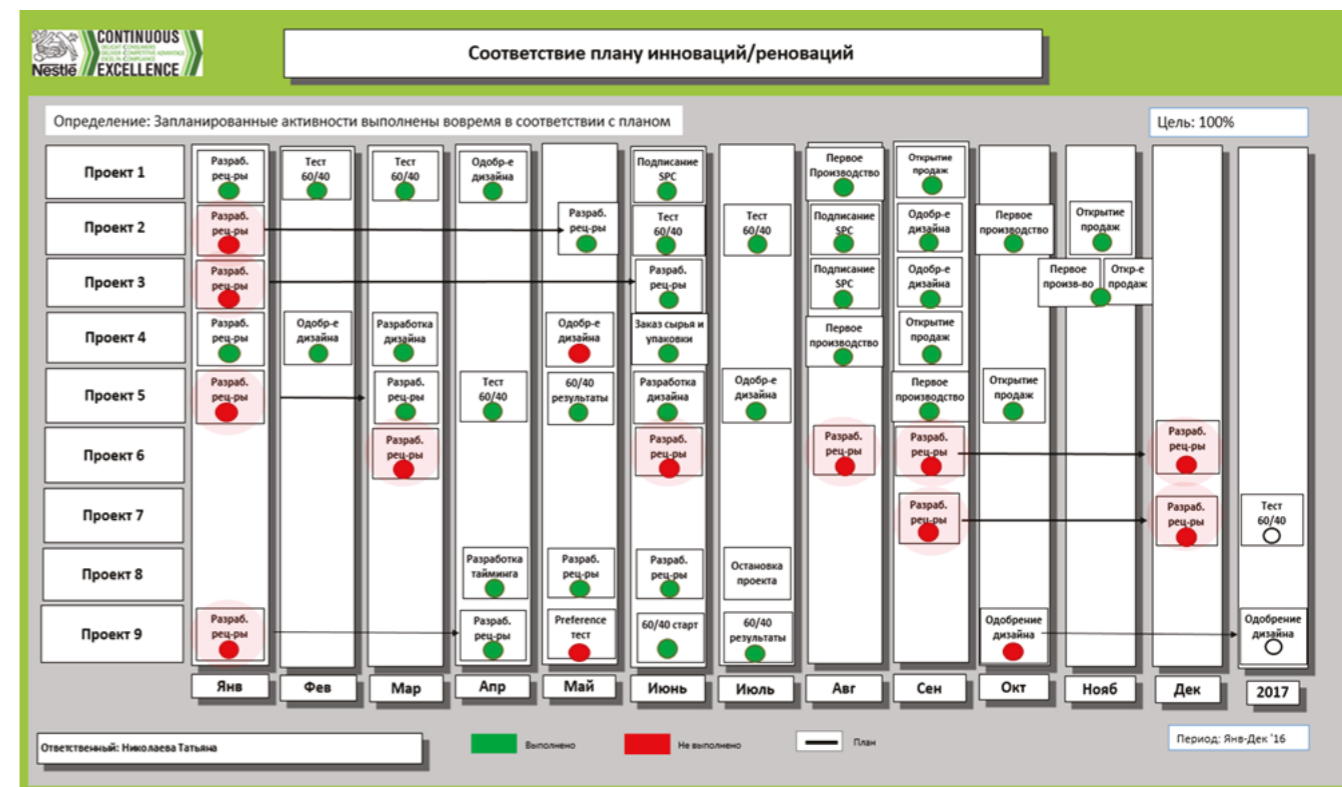 CONTINUOUS
EXCELLENCE
Nestlé
Соответствие плану инноваций/реноваций
Определение: Запланированные активности выполнены вовремя в соответствии с планом
Цель: 100%
Проект 1
Разраб.
рец-ры
Тест
60/40
Тест
60/40
Одобр-е
дизайна
Подписание
SPC
Первое
Производство
Открытие
продаж
Проект 2
Разраб.
рец-ры
Разраб.
рец-ры
Тест
60/40
Тест
60/40
Подписание
SPC
Одобр-е
дизайна
Первое
производство
Открытие
продаж
Проект 3
Разраб.
рец-ры
Разраб.
рец-ры
Подписание
SPC
Одобр-е
дизайна
Первое
произв-во
Откр-е
продаж
Проект 4
Разраб.
рец-ры
Одобр-е
дизайна
Разработка
дизайна
Одобр-е
дизайна
Заказ сырья и
упаковки
Первое
производство
Открытие
продаж
Проект 5
Разраб.
рец-ры
Разраб.
рец-ры
Тест
60/40
60/40
результаты
Разработка
дизайна
Одобр-е
дизайна
Первое
производство
Открытие
продаж
Проект 6
Разраб.
рец-ры
Разраб.
рец-ры
Разраб.
рец-ры
Разраб.
рец-ры
Разраб.
рец-ры
Проект 7
Разраб.
рец-ры
Разраб.
рец-ры
Тест
60/40
Проект 8
Разработка
тайминга
Разраб.
рец-ры
Разраб.
рец-ры
Остановка
проекта
Проект 9
Разраб.
рец-ры
Разраб.
рец-ры
Preference
тест
60/40 старт
60/40
результаты
Одобрение
дизайна
Одобрение
дизайна
Янв
Фев
Мар
Апр
Май
Июнь
Июль
Авг
Сен
Окт
Нояб
Дек
2017
Ответственный: Николаева Татьяна
Выполнено
Не выполнено
План
Период: Янв-Дек '16